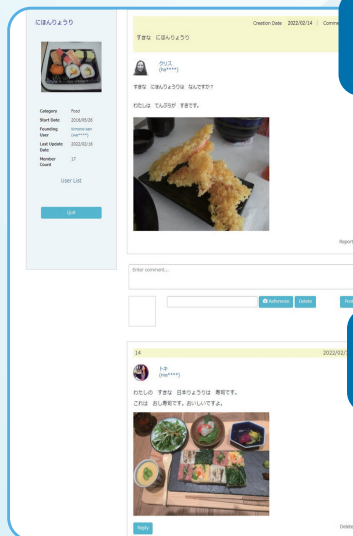 にほんりょうり
Category Food
Start Date 2016/05/26
Founding User
Last Update Date 2022/02/16
Member Count 17
User List
Quit
Creation Date 2022/02/14
すきな にほんりょうり
クリス
すきな にほんりょうりは なんですか？
わたしは てんぷらが すきです。
Report
Enter comment...
Reference Delete
14 2022/02/
トキ
わたしの すきな 日本りょうりは 寿司です。
これは おし寿司です。おいしいですよ。
Reply Delete